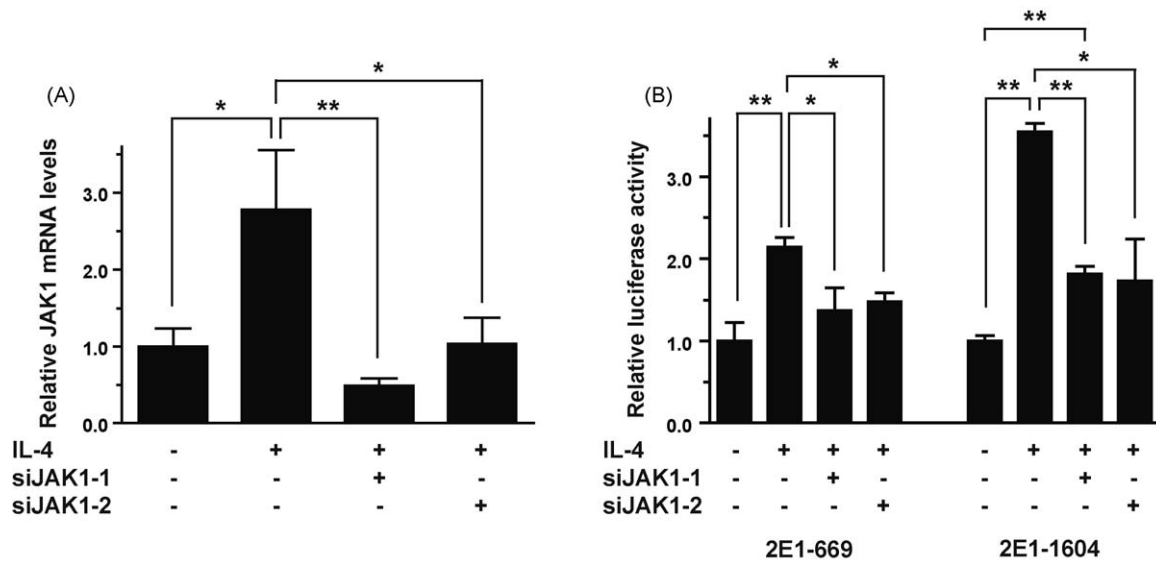 (A)
*
* **
Relative JAK1 mRNA levels
3.0
2.0
1.0
0.0
IL-4 - + + +
siJAK1-1 - - + -
siJAK1-2 - - - +
(B)
**
* *
** * ** **
Relative luciferase activity
3.0
2.0
1.0
0.0
IL-4 - + + + - + + +
siJAK1-1 - - + - - - + -
siJAK1-2 - - - + - - - +
2E1-669 2E1-1604